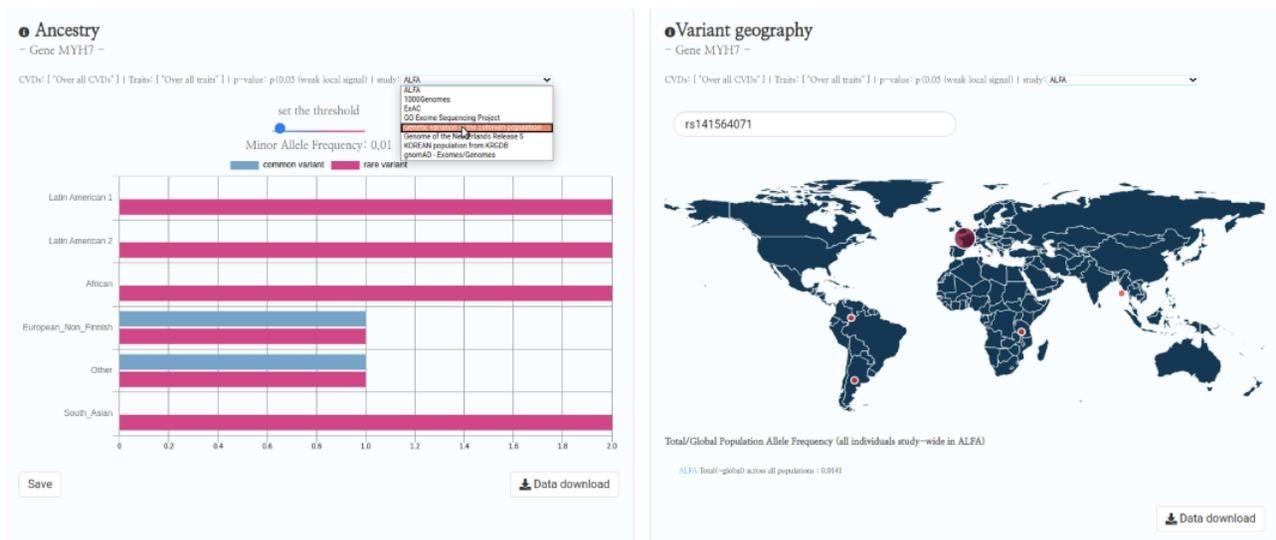 Ancestry
- Gene MYH7 -
CVDs: [ "Over all CVDs" ] | Traits: [ "Over all traits" ] | p-value: p<0,05 (weak local signal) | study: ALFA
ALFA
1000Genomes
ExAC
GO Exome Sequencing Project
Genetic variation in the Estonian population
Genome of the Netherlands Release 5
KOREAN population from KRGDB
gnomAD - Exomes/Genomes
set the threshold
Minor Allele Frequency: 0,01
common variant rare variant
Latin American 1
Latin American 2
African
European_Non_Finnish
Other
South_Asian
0 0.2 0.4 0.6 0.8 1.0 1.2 1.4 1.6 1.8 2.0
Save
Data download
Variant geography
- Gene MYH7 -
CVDs: [ "Over all CVDs" ] | Traits: [ "Over all traits" ] | p-value: p<0,05 (weak local signal) | study: ALFA
rs141564071
Total/Global Population Allele Frequency (all individuals study-wide in ALFA)
ALFA Total(-global) across all populations : 0,0141
Data download